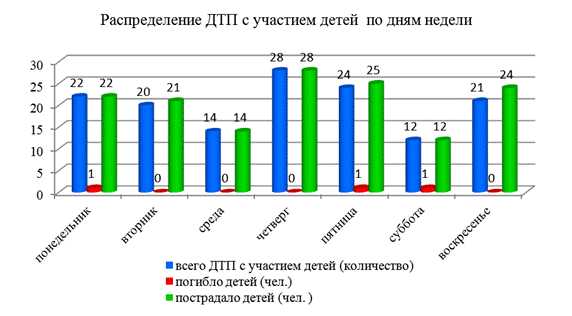 Распределение ДТП с участием детей по дням недели
28 28
30
24 25
24
22 22
20 21
21
25
20
14 14
12 12
15
10
5
1
0
0
0
1
1
0
0
понедельник
вторник
среда
четверг
пятница
суббота
воскресенье
всего ДТП с участием детей (количество)
погибло детей (чел.)
пострадало детей (чел. )